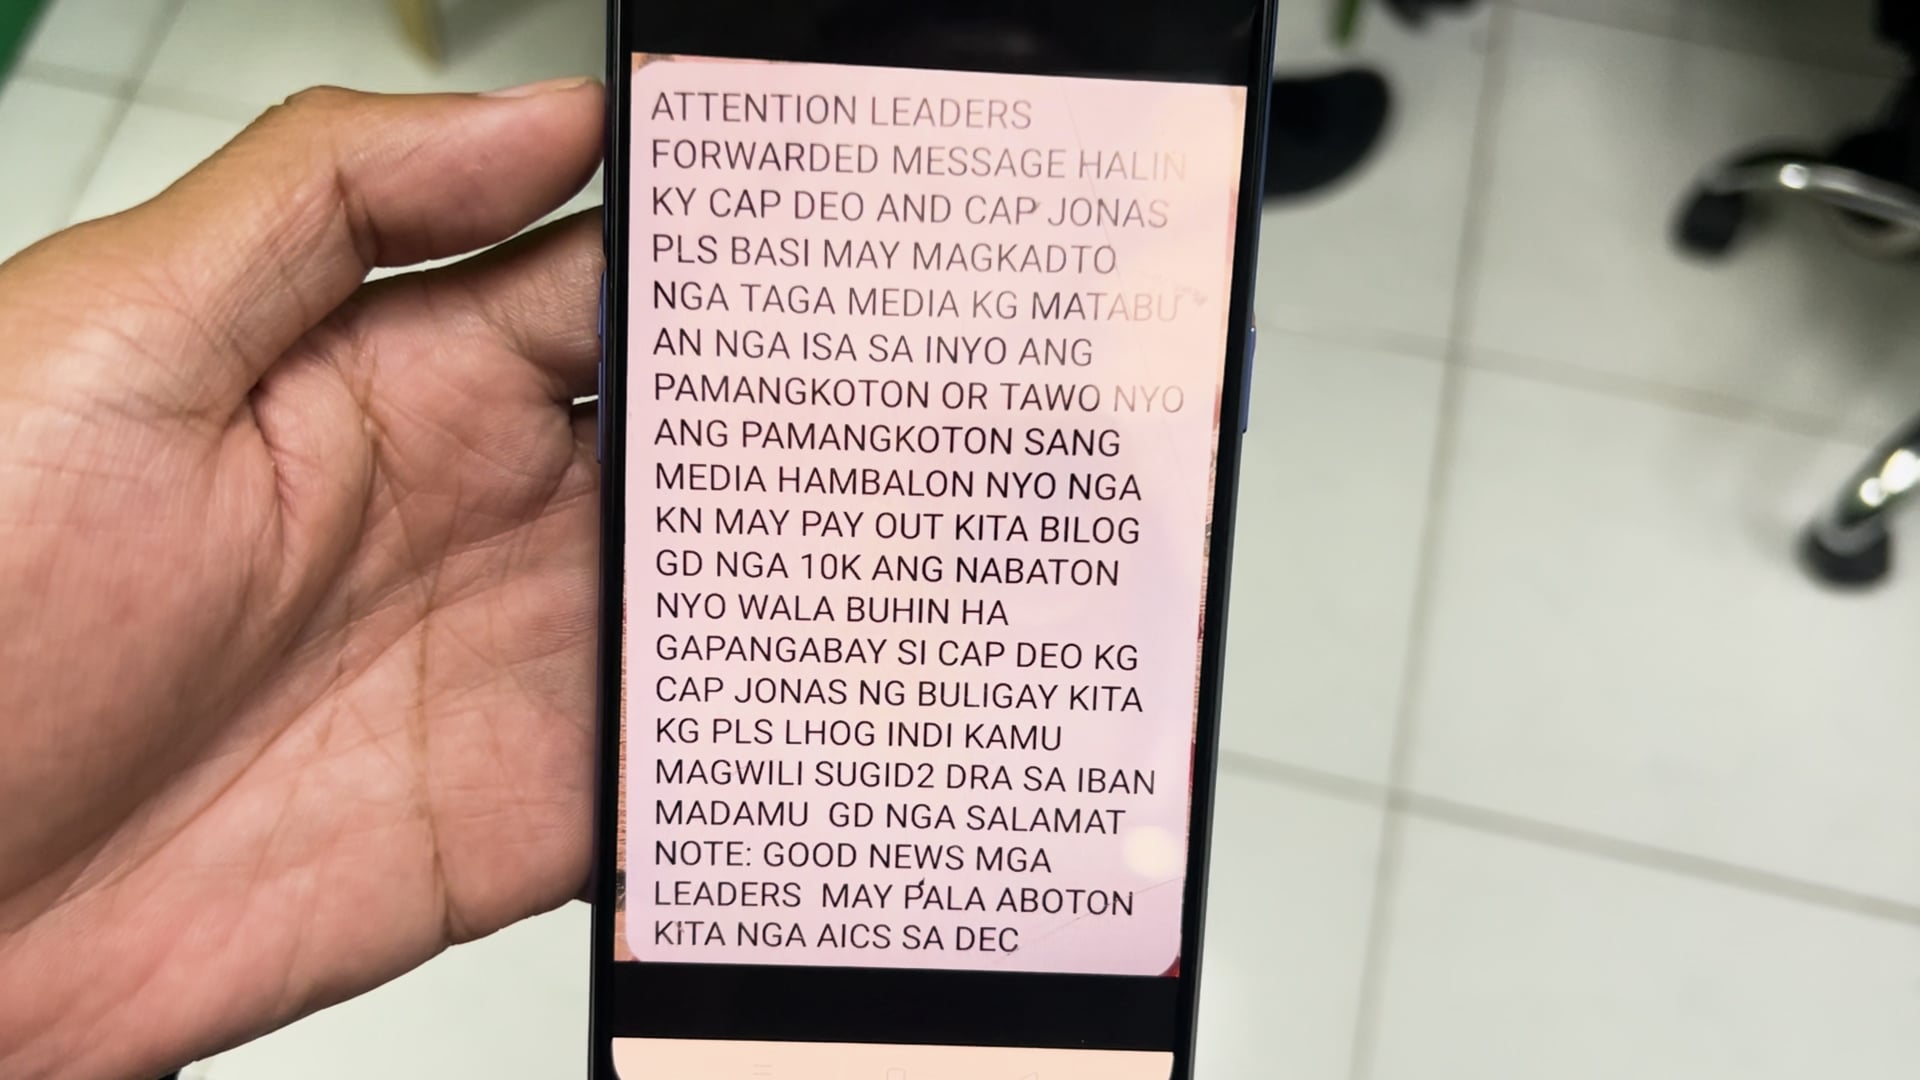 ATTENTION LEADERS
FORWARDED MESSAGE HALIN
KY CAP DEO AND CAP JONAS
PLS BASI MAY MAGKADTO
NGA TAGA MEDIA KG MATABU
AN NGA ISA SA INYO ANG
PAMANGKOTON OR TAWO NYO
ANG PAMANGKOTON SANG
MEDIA HAMBALON NYO NGA
KN MAY PAY OUT KITA BILOG
GD NGA 10K ANG NABATON
NYO WALA BUHIN HA
GAPANGABAY SI CAP DEO KG
CAP JONAS NG BULIGAY KITA
KG PLS LHOG INDI KAMU
MAGWILI SUGID2 DRA SA IBAN
MADAMU  GD NGA SALAMAT
NOTE: GOOD NEWS MGA
LEADERS  MAY PALA ABOTON
KITA NGA AICS SA DEC